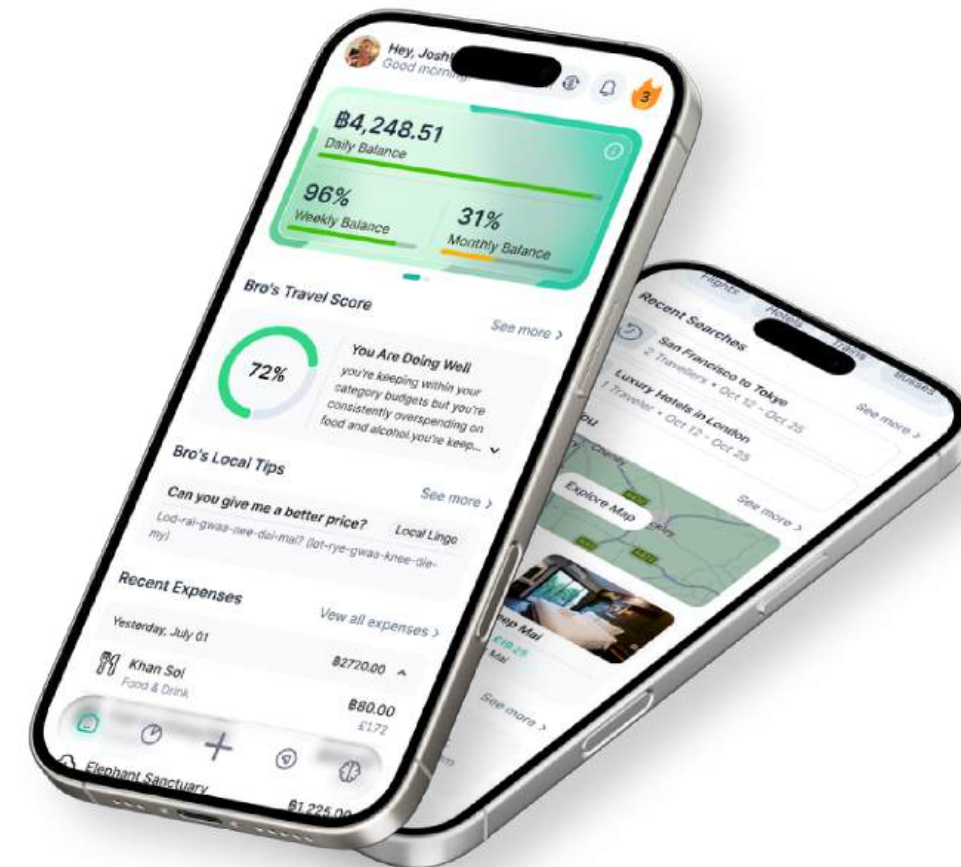 Hey, Josh!
Good morning
3
฿4,248.51
Daily Balance
96%
Weekly Balance
31%
Monthly Balance
Bro's Travel Score
See more >
72%
You Are Doing Well
you're keeping within your
category budgets but you're
consistently overspending on
food and alcohol.you're keep...
Bro's Local Tips
See more >
Can you give me a better price?
Local Lingo
Lod-rai-gwaa-nee-dai-mai? (lot-rye-gwaa-knee-die-
my)
Recent Expenses
Vew all expenses >
Yesterday, July 01
฿2720.00
Khan Soi
Food & Drink
฿80.00
£1.72
Elephant Sanctuary
฿1,225.00
Flights
Hotels
Trains
Busses
Recent Searches
See more >
San Francisco to Tokyo
2 Travellers • Oct 12 - Oct 25
Luxury Hotels in London
1 Traveler • Oct 12 - Oct 25
See more >
Explore Map
£19.25
Mai
See more >